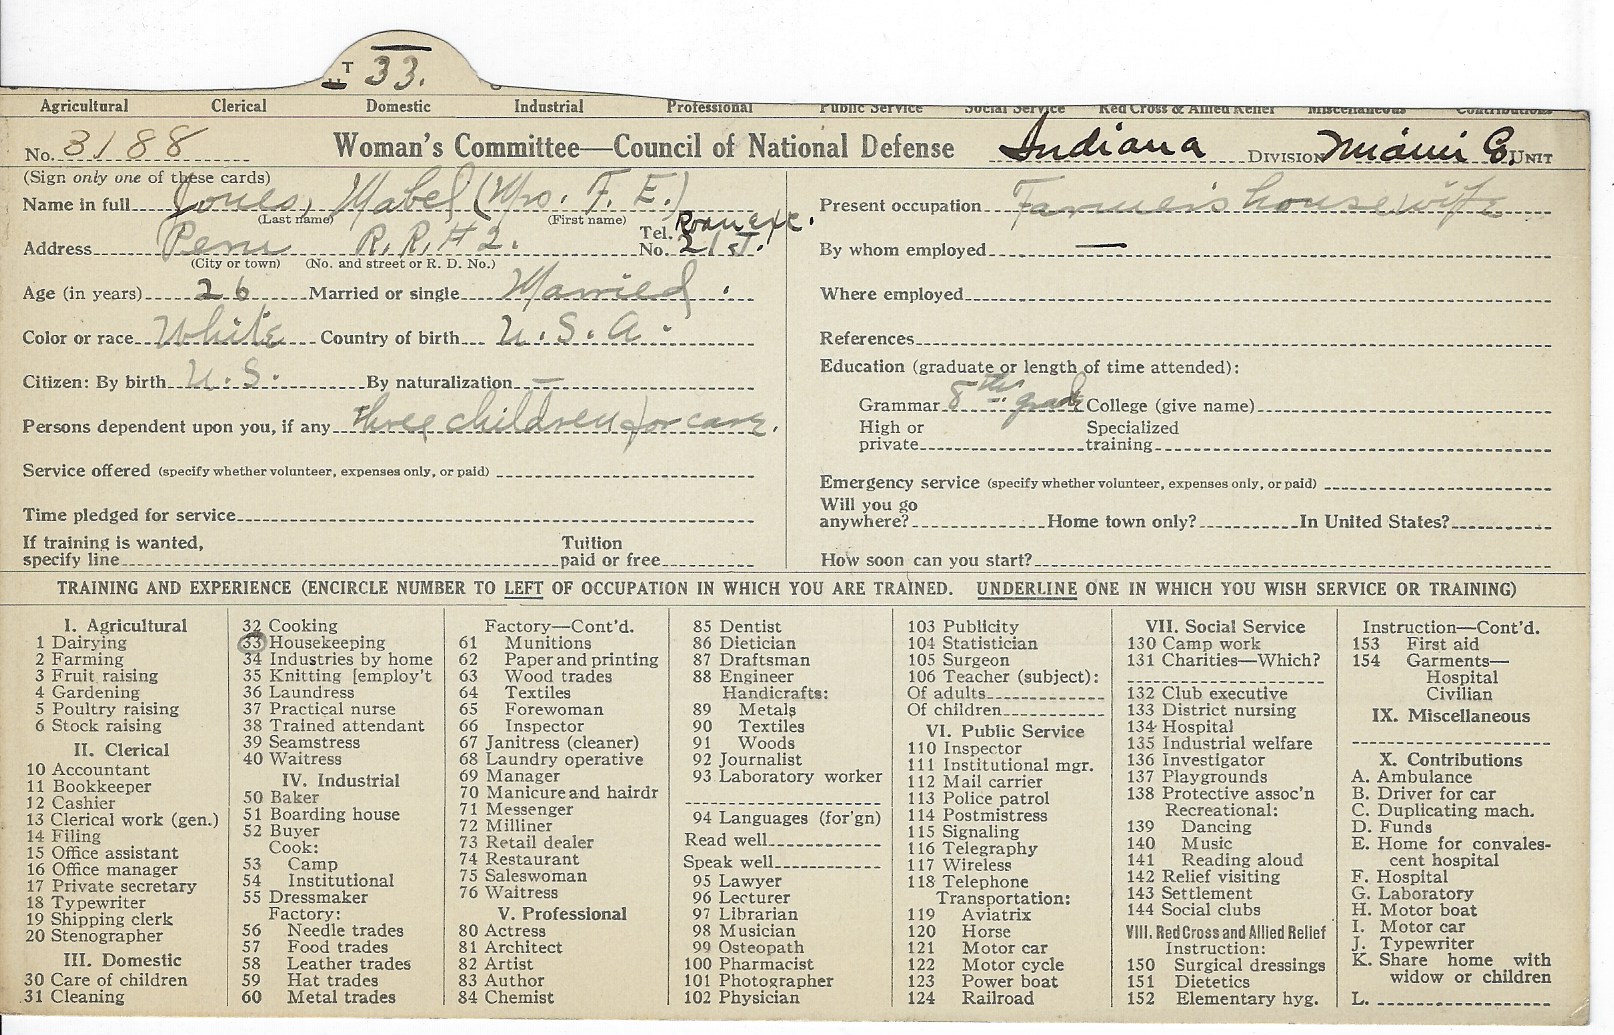 T 33.
Agricultural Clerical Domestic Industrial Professional Public Service Social Service Red Cross & Allied Relief Miscellaneous Contributions
No. 3188 Woman's Committee—Council of National Defense Indiana DIVISION Miami Co. UNIT
(Sign only one of these cards)
Name in full Jones, Mabel (Mrs. F. E.)
(Last name) (First name)
Address Peru R.R.#2. Tel. No. Roan exc. 21J.
(City or town) (No. and street or R. D. No.)
Age (in years) 26 Married or single Married.
Color or race White Country of birth U.S.A.
Citizen: By birth U.S. By naturalization —
Persons dependent upon you, if any three children for care.
Service offered (specify whether volunteer, expenses only, or paid)
Time pledged for service
If training is wanted,
specify line Tuition paid or free
Present occupation Farmer's housewife
By whom employed —
Where employed
References
Education (graduate or length of time attended):
Grammar 8th grade College (give name)
High or private Specialized training
Emergency service (specify whether volunteer, expenses only, or paid)
Will you go
anywhere? Home town only? In United States?
How soon can you start?
TRAINING AND EXPERIENCE (ENCIRCLE NUMBER TO LEFT OF OCCUPATION IN WHICH YOU ARE TRAINED. UNDERLINE ONE IN WHICH YOU WISH SERVICE OR TRAINING)
I. Agricultural
1 Dairying
2 Farming
3 Fruit raising
4 Gardening
5 Poultry raising
6 Stock raising
II. Clerical
10 Accountant
11 Bookkeeper
12 Cashier
13 Clerical work (gen.)
14 Filing
15 Office assistant
16 Office manager
17 Private secretary
18 Typewriter
19 Shipping clerk
20 Stenographer
III. Domestic
30 Care of children
31 Cleaning
32 Cooking
33 Housekeeping
34 Industries by home
35 Knitting [employ't
36 Laundress
37 Practical nurse
38 Trained attendant
39 Seamstress
40 Waitress
IV. Industrial
50 Baker
51 Boarding house
52 Buyer
Cook:
53 Camp
54 Institutional
55 Dressmaker
Factory:
56 Needle trades
57 Food trades
58 Leather trades
59 Hat trades
60 Metal trades
Factory—Cont'd.
61 Munitions
62 Paper and printing
63 Wood trades
64 Textiles
65 Forewoman
66 Inspector
67 Janitress (cleaner)
68 Laundry operative
69 Manager
70 Manicure and hairdr
71 Messenger
72 Milliner
73 Retail dealer
74 Restaurant
75 Saleswoman
76 Waitress
V. Professional
80 Actress
81 Architect
82 Artist
83 Author
84 Chemist
85 Dentist
86 Dietician
87 Draftsman
88 Engineer
Handicrafts:
89 Metals
90 Textiles
91 Woods
92 Journalist
93 Laboratory worker
94 Languages (for'gn)
Read well
Speak well
95 Lawyer
96 Lecturer
97 Librarian
98 Musician
99 Osteopath
100 Pharmacist
101 Photographer
102 Physician
103 Publicity
104 Statistician
105 Surgeon
106 Teacher (subject):
Of adults
Of children
VI. Public Service
110 Inspector
111 Institutional mgr.
112 Mail carrier
113 Police patrol
114 Postmistress
115 Signaling
116 Telegraphy
117 Wireless
118 Telephone
Transportation:
119 Aviatrix
120 Horse
121 Motor car
122 Motor cycle
123 Power boat
124 Railroad
VII. Social Service
130 Camp work
131 Charities—Which?
132 Club executive
133 District nursing
134 Hospital
135 Industrial welfare
136 Investigator
137 Playgrounds
138 Protective assoc'n
Recreational:
139 Dancing
140 Music
141 Reading aloud
142 Relief visiting
143 Settlement
144 Social clubs
VIII. Red Cross and Allied Relief
Instruction:
150 Surgical dressings
151 Dietetics
152 Elementary hyg.
Instruction—Cont'd.
153 First aid
154 Garments—
Hospital
Civilian
IX. Miscellaneous
X. Contributions
A. Ambulance
B. Driver for car
C. Duplicating mach.
D. Funds
E. Home for convales-
cent hospital
F. Hospital
G. Laboratory
H. Motor boat
I. Motor car
J. Typewriter
K. Share home with
widow or children
L.